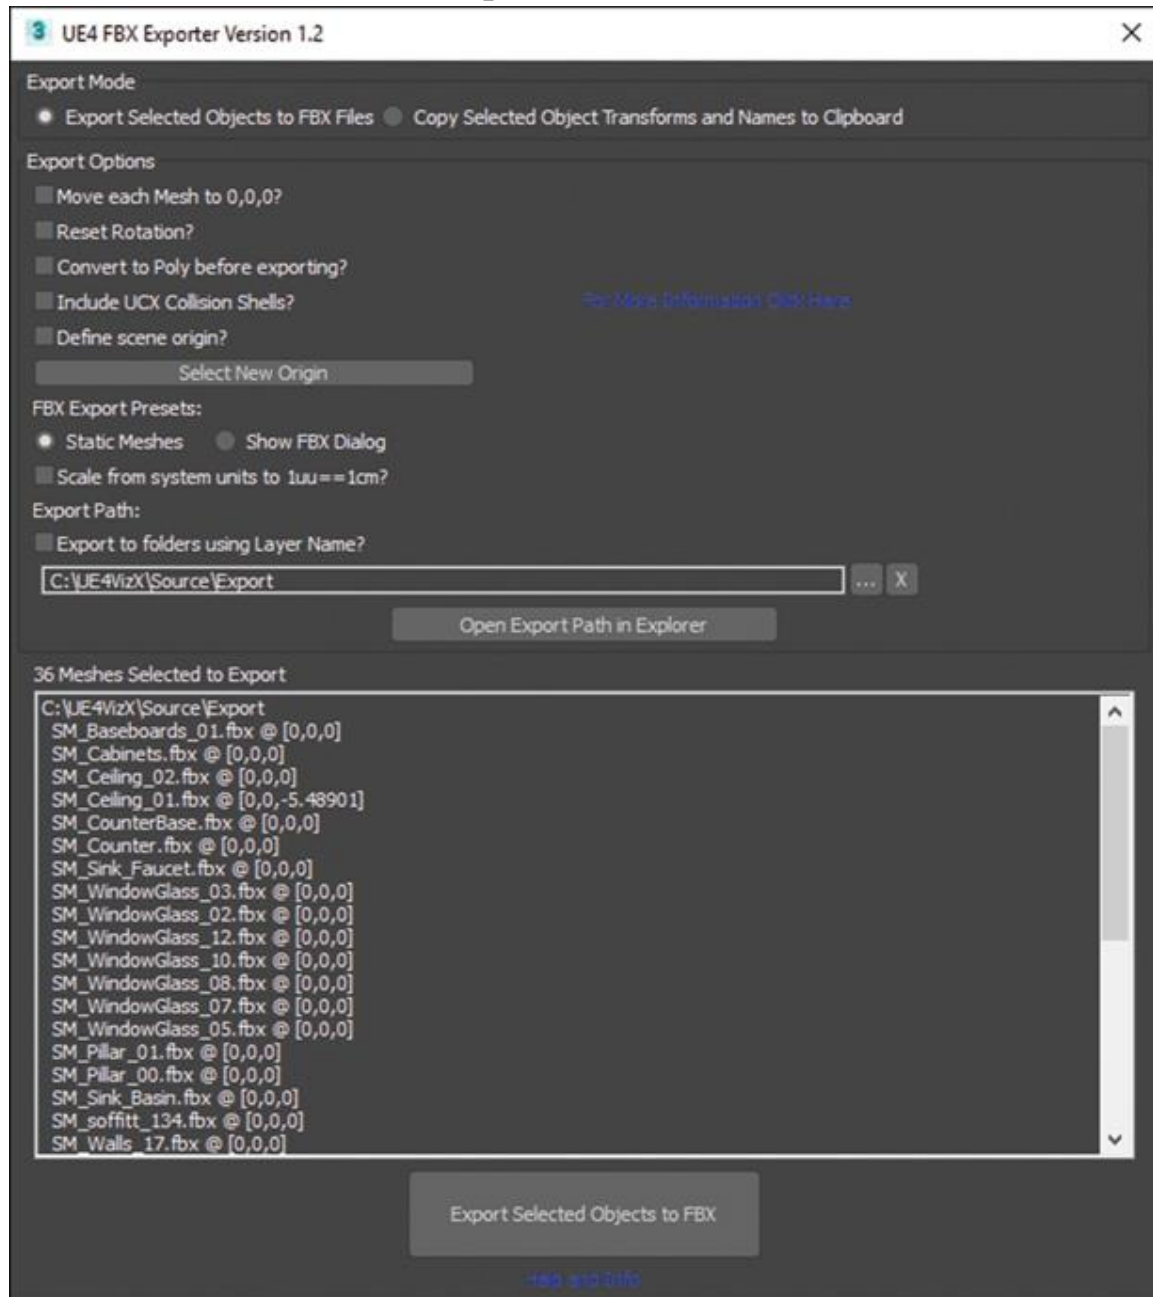 3 UE4 FBX Exporter Version 1.2
Export Mode
Export Selected Objects to FBX Files Copy Selected Object Transforms and Names to Clipboard
Export Options
Move each Mesh to 0,0,0?
Reset Rotation?
Convert to Poly before exporting?
Include UCX Collision Shells? For More Information Click Here
Define scene origin?
Select New Origin
FBX Export Presets:
Static Meshes Show FBX Dialog
Scale from system units to 1uu==1cm?
Export Path:
Export to folders using Layer Name?
C:\UE4VizX\Source\Export ... X
Open Export Path in Explorer
36 Meshes Selected to Export
C:\UE4VizX\Source\Export
SM_Baseboards_01.fbx @ [0,0,0]
SM_Cabinets.fbx @ [0,0,0]
SM_Ceiling_02.fbx @ [0,0,0]
SM_Ceiling_01.fbx @ [0,0,-5.48901]
SM_CounterBase.fbx @ [0,0,0]
SM_Counter.fbx @ [0,0,0]
SM_Sink_Faucet.fbx @ [0,0,0]
SM_WindowGlass_03.fbx @ [0,0,0]
SM_WindowGlass_02.fbx @ [0,0,0]
SM_WindowGlass_12.fbx @ [0,0,0]
SM_WindowGlass_10.fbx @ [0,0,0]
SM_WindowGlass_08.fbx @ [0,0,0]
SM_WindowGlass_07.fbx @ [0,0,0]
SM_WindowGlass_05.fbx @ [0,0,0]
SM_Pillar_01.fbx @ [0,0,0]
SM_Pillar_00.fbx @ [0,0,0]
SM_Sink_Basin.fbx @ [0,0,0]
SM_soffitt_134.fbx @ [0,0,0]
SM_Walls_17.fbx @ [0,0,0]
Export Selected Objects to FBX
Help and Info